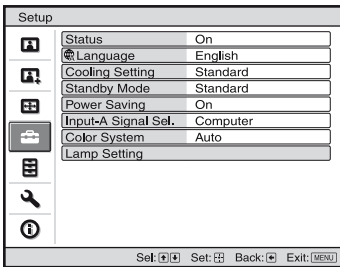 Setup
Status On
Language English
Cooling Setting Standard
Standby Mode Standard
Power Saving On
Input-A Signal Sel. Computer
Color System Auto
Lamp Setting
Sel: Set: Back: Exit: MENU